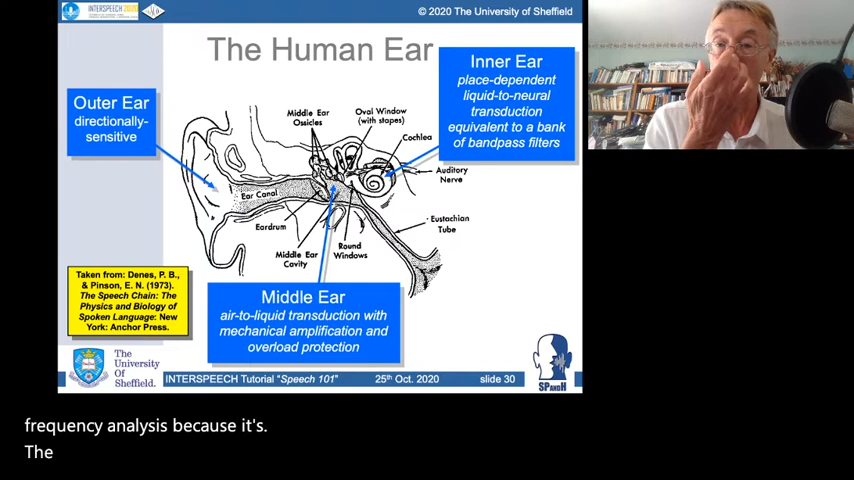 INTERSPEECH 2020
© 2020 The University of Sheffield
The Human Ear
Outer Ear
directionally-
sensitive
Inner Ear
place-dependent
liquid-to-neural
transduction
equivalent to a bank
of bandpass filters
Middle Ear
Ossicles
Oval Window
(with stapes)
Cochlea
Auditory
Nerve
Ear Canal
Eardrum
Middle Ear
Cavity
Round
Windows
Eustachian
Tube
Middle Ear
air-to-liquid transduction with
mechanical amplification and
overload protection
Taken from: Denes, P. B.,
& Pinson, E. N. (1973).
The Speech Chain: The
Physics and Biology of
Spoken Language: New
York: Anchor Press.
The
University
Of
Sheffield.
SPandH
INTERSPEECH Tutorial "Speech 101"
25th Oct. 2020
slide 30
frequency analysis because it's.
The